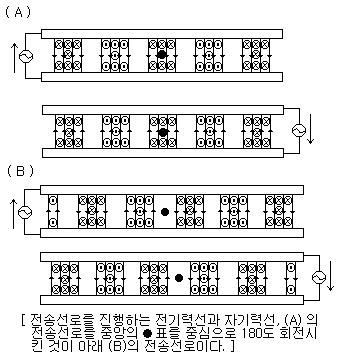 (A)
(B)
[ 전송선로를 진행하는 전기력선과 자기력선, (A) 의
전송선로를 중앙의 ● 표를 중심으로 180도 회전시
킨 것이 아래 (B)의 전송선로이다. ]